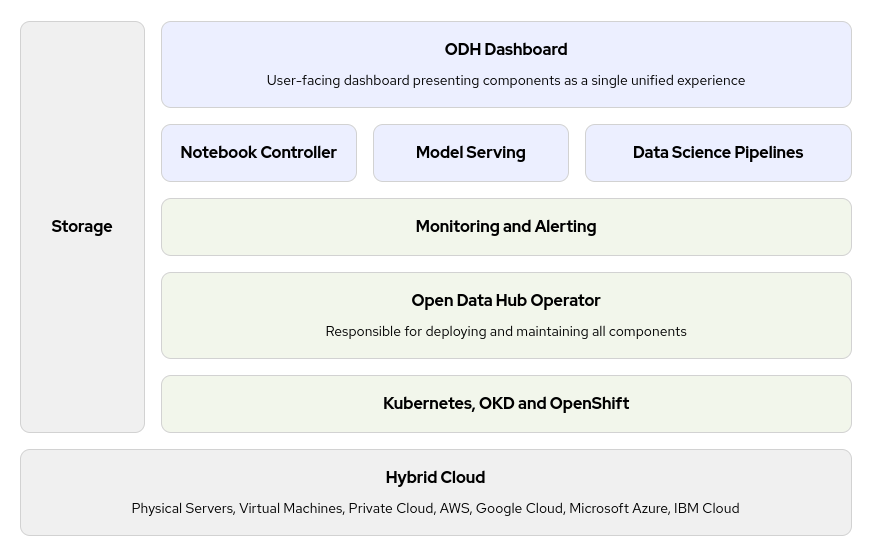 Storage
ODH Dashboard
User-facing dashboard presenting components as a single unified experience
Notebook Controller
Model Serving
Data Science Pipelines
Monitoring and Alerting
Open Data Hub Operator
Responsible for deploying and maintaining all components
Kubernetes, OKD and OpenShift
Hybrid Cloud
Physical Servers, Virtual Machines, Private Cloud, AWS, Google Cloud, Microsoft Azure, IBM Cloud